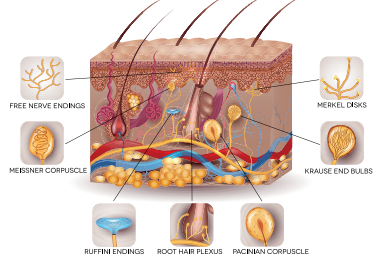 FREE NERVE ENDINGS
MERKEL DISKS
MEISSNER CORPUSCLE
KRAUSE END BULBS
RUFFINI ENDINGS
ROOT HAIR PLEXUS
PACINIAN CORPUSCLE